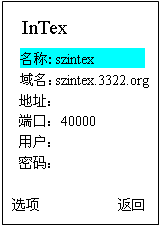 InTex
名称: szintex
域名: szintex.3322.org
地址:
端口: 40000
用户:
密码:
选项 返回